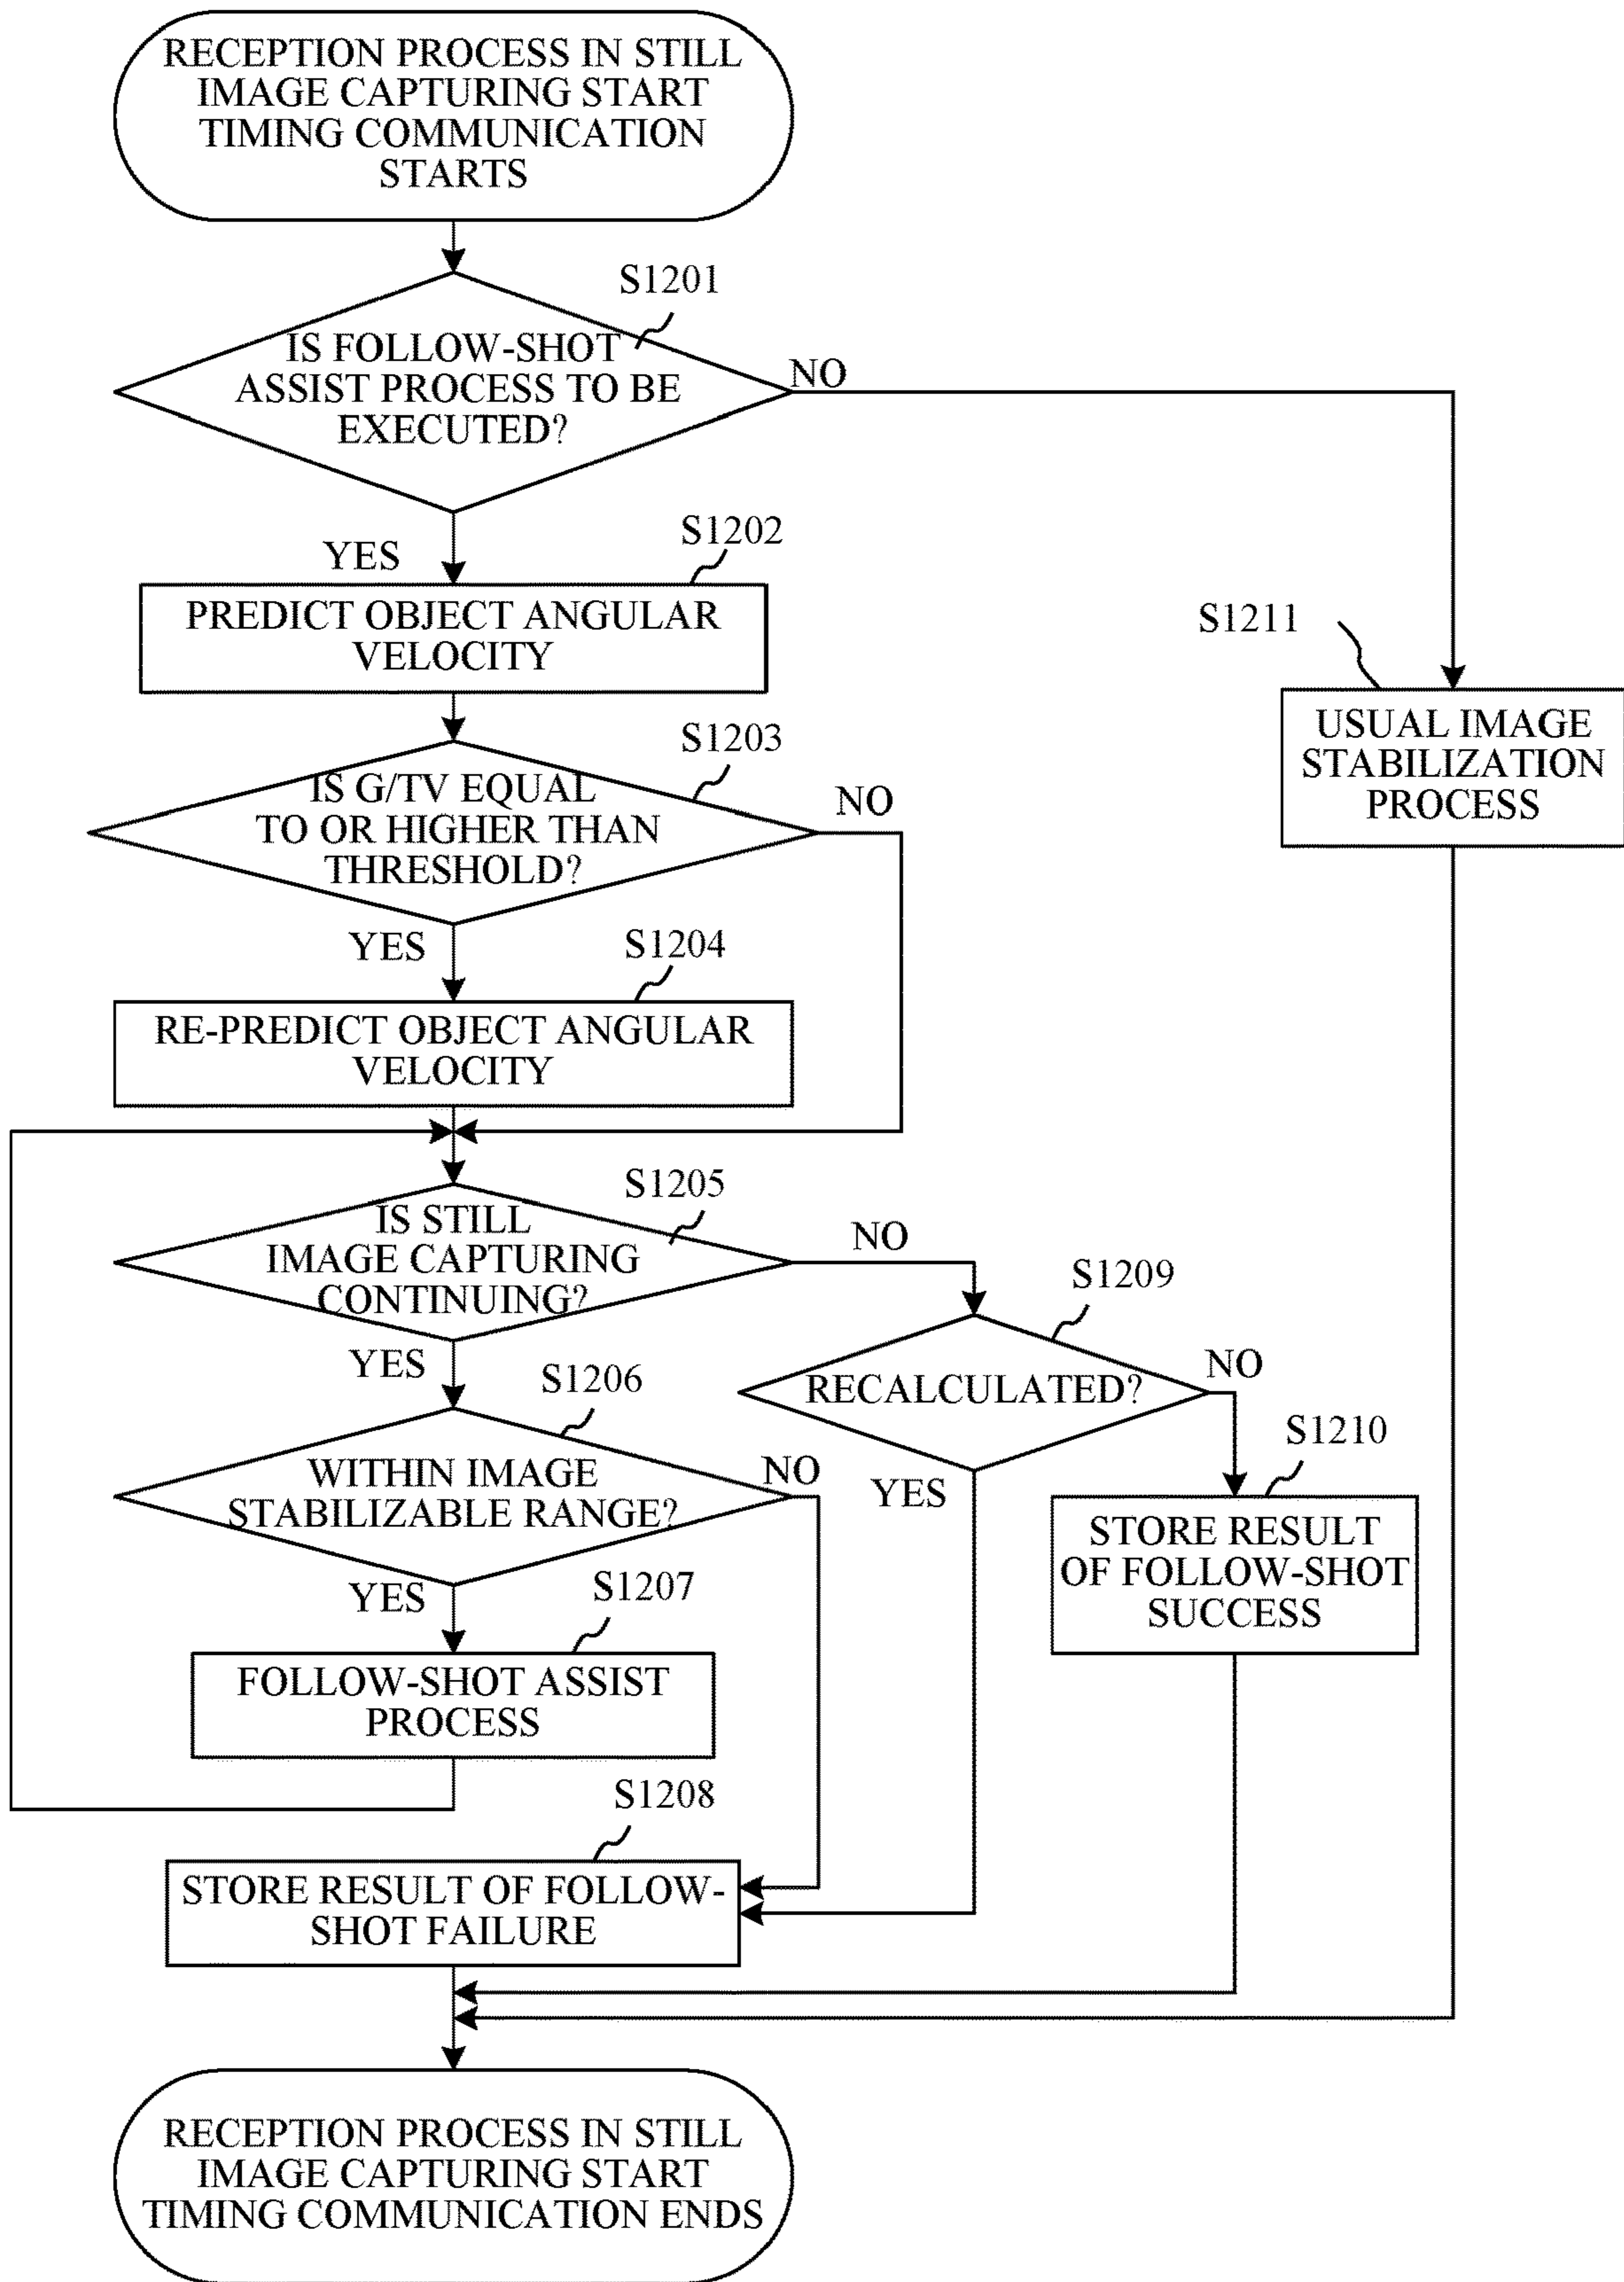 RECEPTION PROCESS IN STILL
IMAGE CAPTURING START
TIMING COMMUNICATION
STARTS
S1201
IS FOLLOW-SHOT
ASSIST PROCESS TO BE
EXECUTED?
NO
YES
S1202
PREDICT OBJECT ANGULAR
VELOCITY
S1211
USUAL IMAGE
STABILIZATION
PROCESS
S1203
IS G/TV EQUAL
TO OR HIGHER THAN
THRESHOLD?
NO
YES
S1204
RE-PREDICT OBJECT ANGULAR
VELOCITY
S1205
IS STILL
IMAGE CAPTURING
CONTINUING?
NO
YES
S1209
RECALCULATED?
NO
YES
S1206
WITHIN IMAGE
STABILIZABLE RANGE?
NO
YES
S1210
STORE RESULT
OF FOLLOW-SHOT
SUCCESS
S1207
FOLLOW-SHOT ASSIST
PROCESS
S1208
STORE RESULT OF FOLLOW-
SHOT FAILURE
RECEPTION PROCESS IN STILL
IMAGE CAPTURING START
TIMING COMMUNICATION ENDS